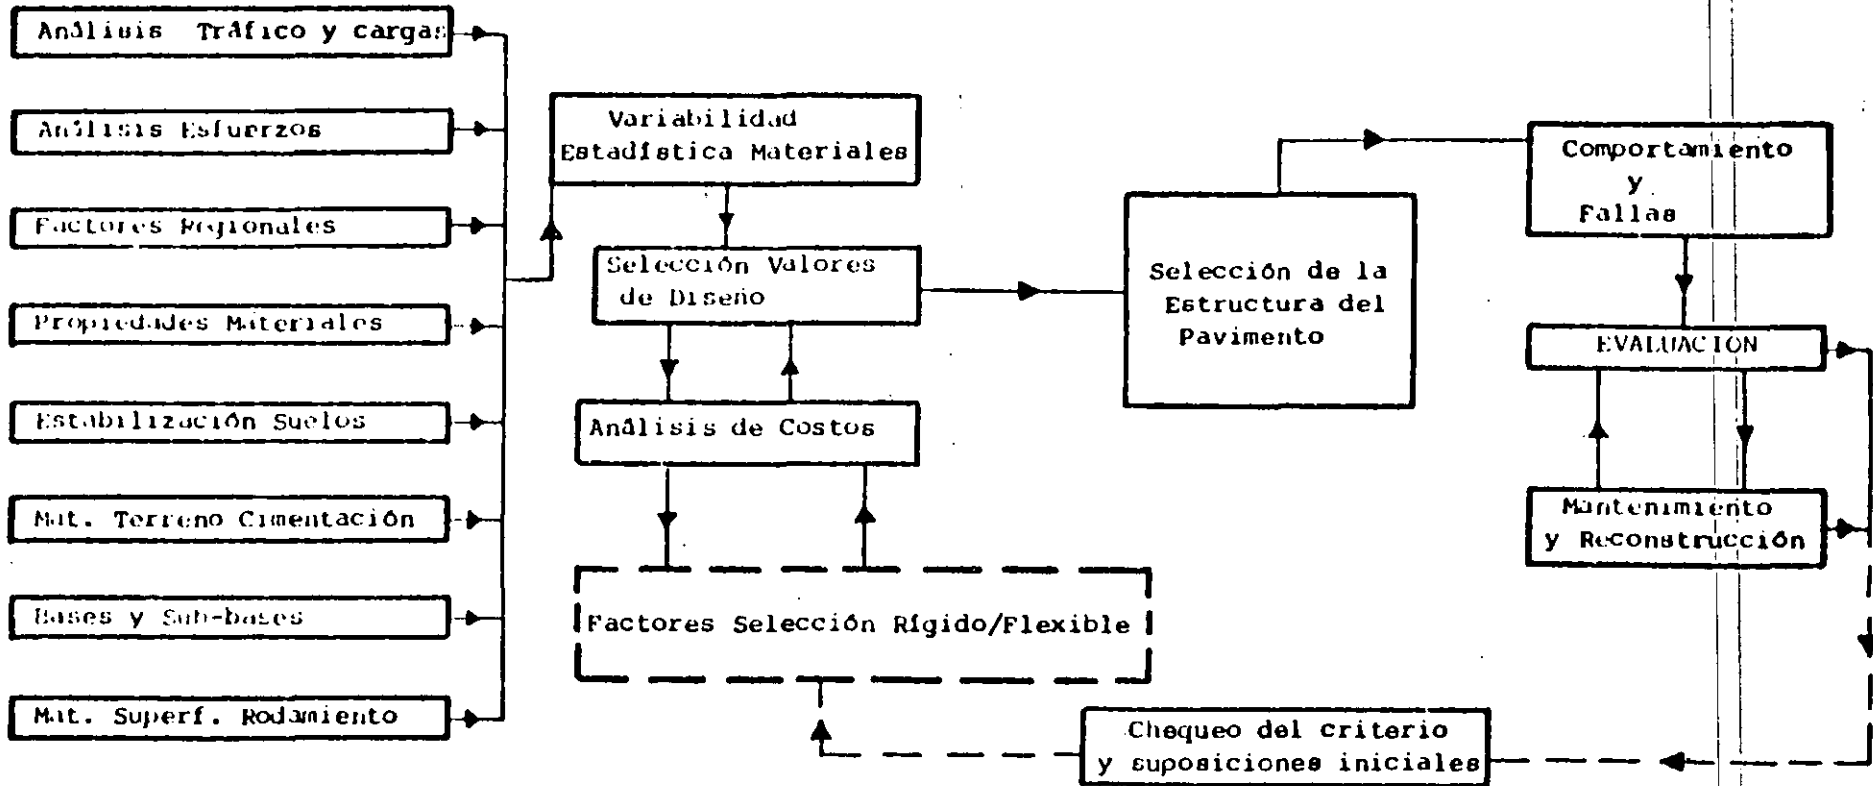 Análisis Tráfico y cargas
Análisis Esfuerzos
Factores Regionales
Propiedades Materiales
Estabilización Suelos
Mat. Terreno Cimentación
Bases y Sub-bases
Mat. Superf. Rodamiento
Variabilidad
Estadística Materiales
Selección Valores
de Diseño
Análisis de Costos
Factores Selección Rígido/Flexible
Selección de la
Estructura del
Pavimento
Comportamiento
y
Fallas
EVALUACION
Mantenimiento
y Reconstrucción
Chequeo del criterio
y suposiciones iniciales